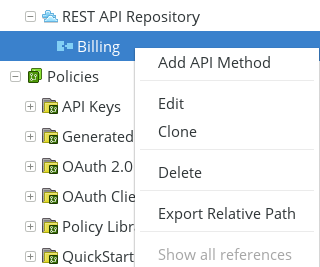 REST API Repository
Billing
Add API Method
Policies
Edit
API Keys
Clone
Generated
Delete
OAuth 2.0
OAuth Clie
Export Relative Path
Policy Libra
Show all references
QuickStart